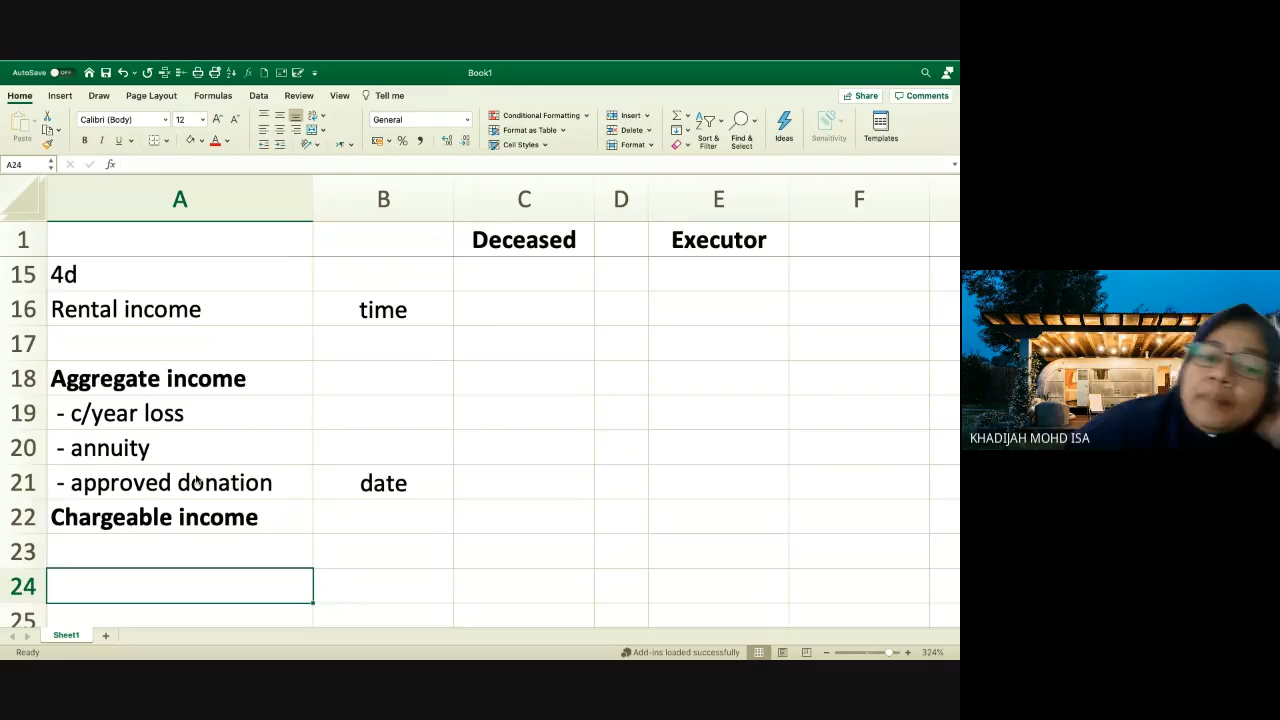 AutoSave OFF
Book1
Home Insert Draw Page Layout Formulas Data Review View Tell me
Share Comments
Paste
Calibri (Body) 12
General
Conditional Formatting
Format as Table
Cell Styles
Insert
Delete
Format
Sort & Filter
Find & Select
Ideas
Sensitivity
Templates
A24 fx
A B C D E F
1 Deceased Executor
15 4d
16 Rental income time
17
18 Aggregate income
19 - c/year loss
20 - annuity
21 - approved donation date
22 Chargeable income
23
24
25
Sheet1
Ready Add-ins loaded successfully 324%
KHADIJAH MOHD ISA